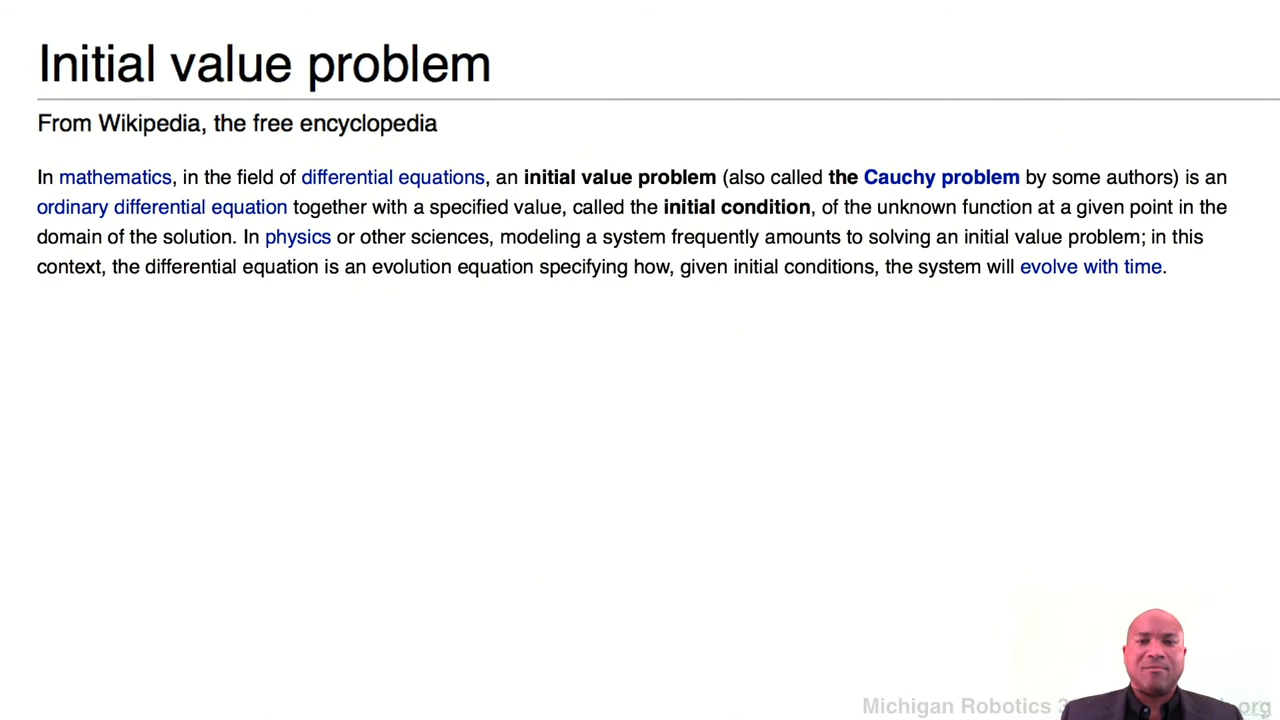 Initial value problem
From Wikipedia, the free encyclopedia
In mathematics, in the field of differential equations, an initial value problem (also called the Cauchy problem by some authors) is an
ordinary differential equation together with a specified value, called the initial condition, of the unknown function at a given point in the
domain of the solution. In physics or other sciences, modeling a system frequently amounts to solving an initial value problem; in this
context, the differential equation is an evolution equation specifying how, given initial conditions, the system will evolve with time.
Michigan Robotics